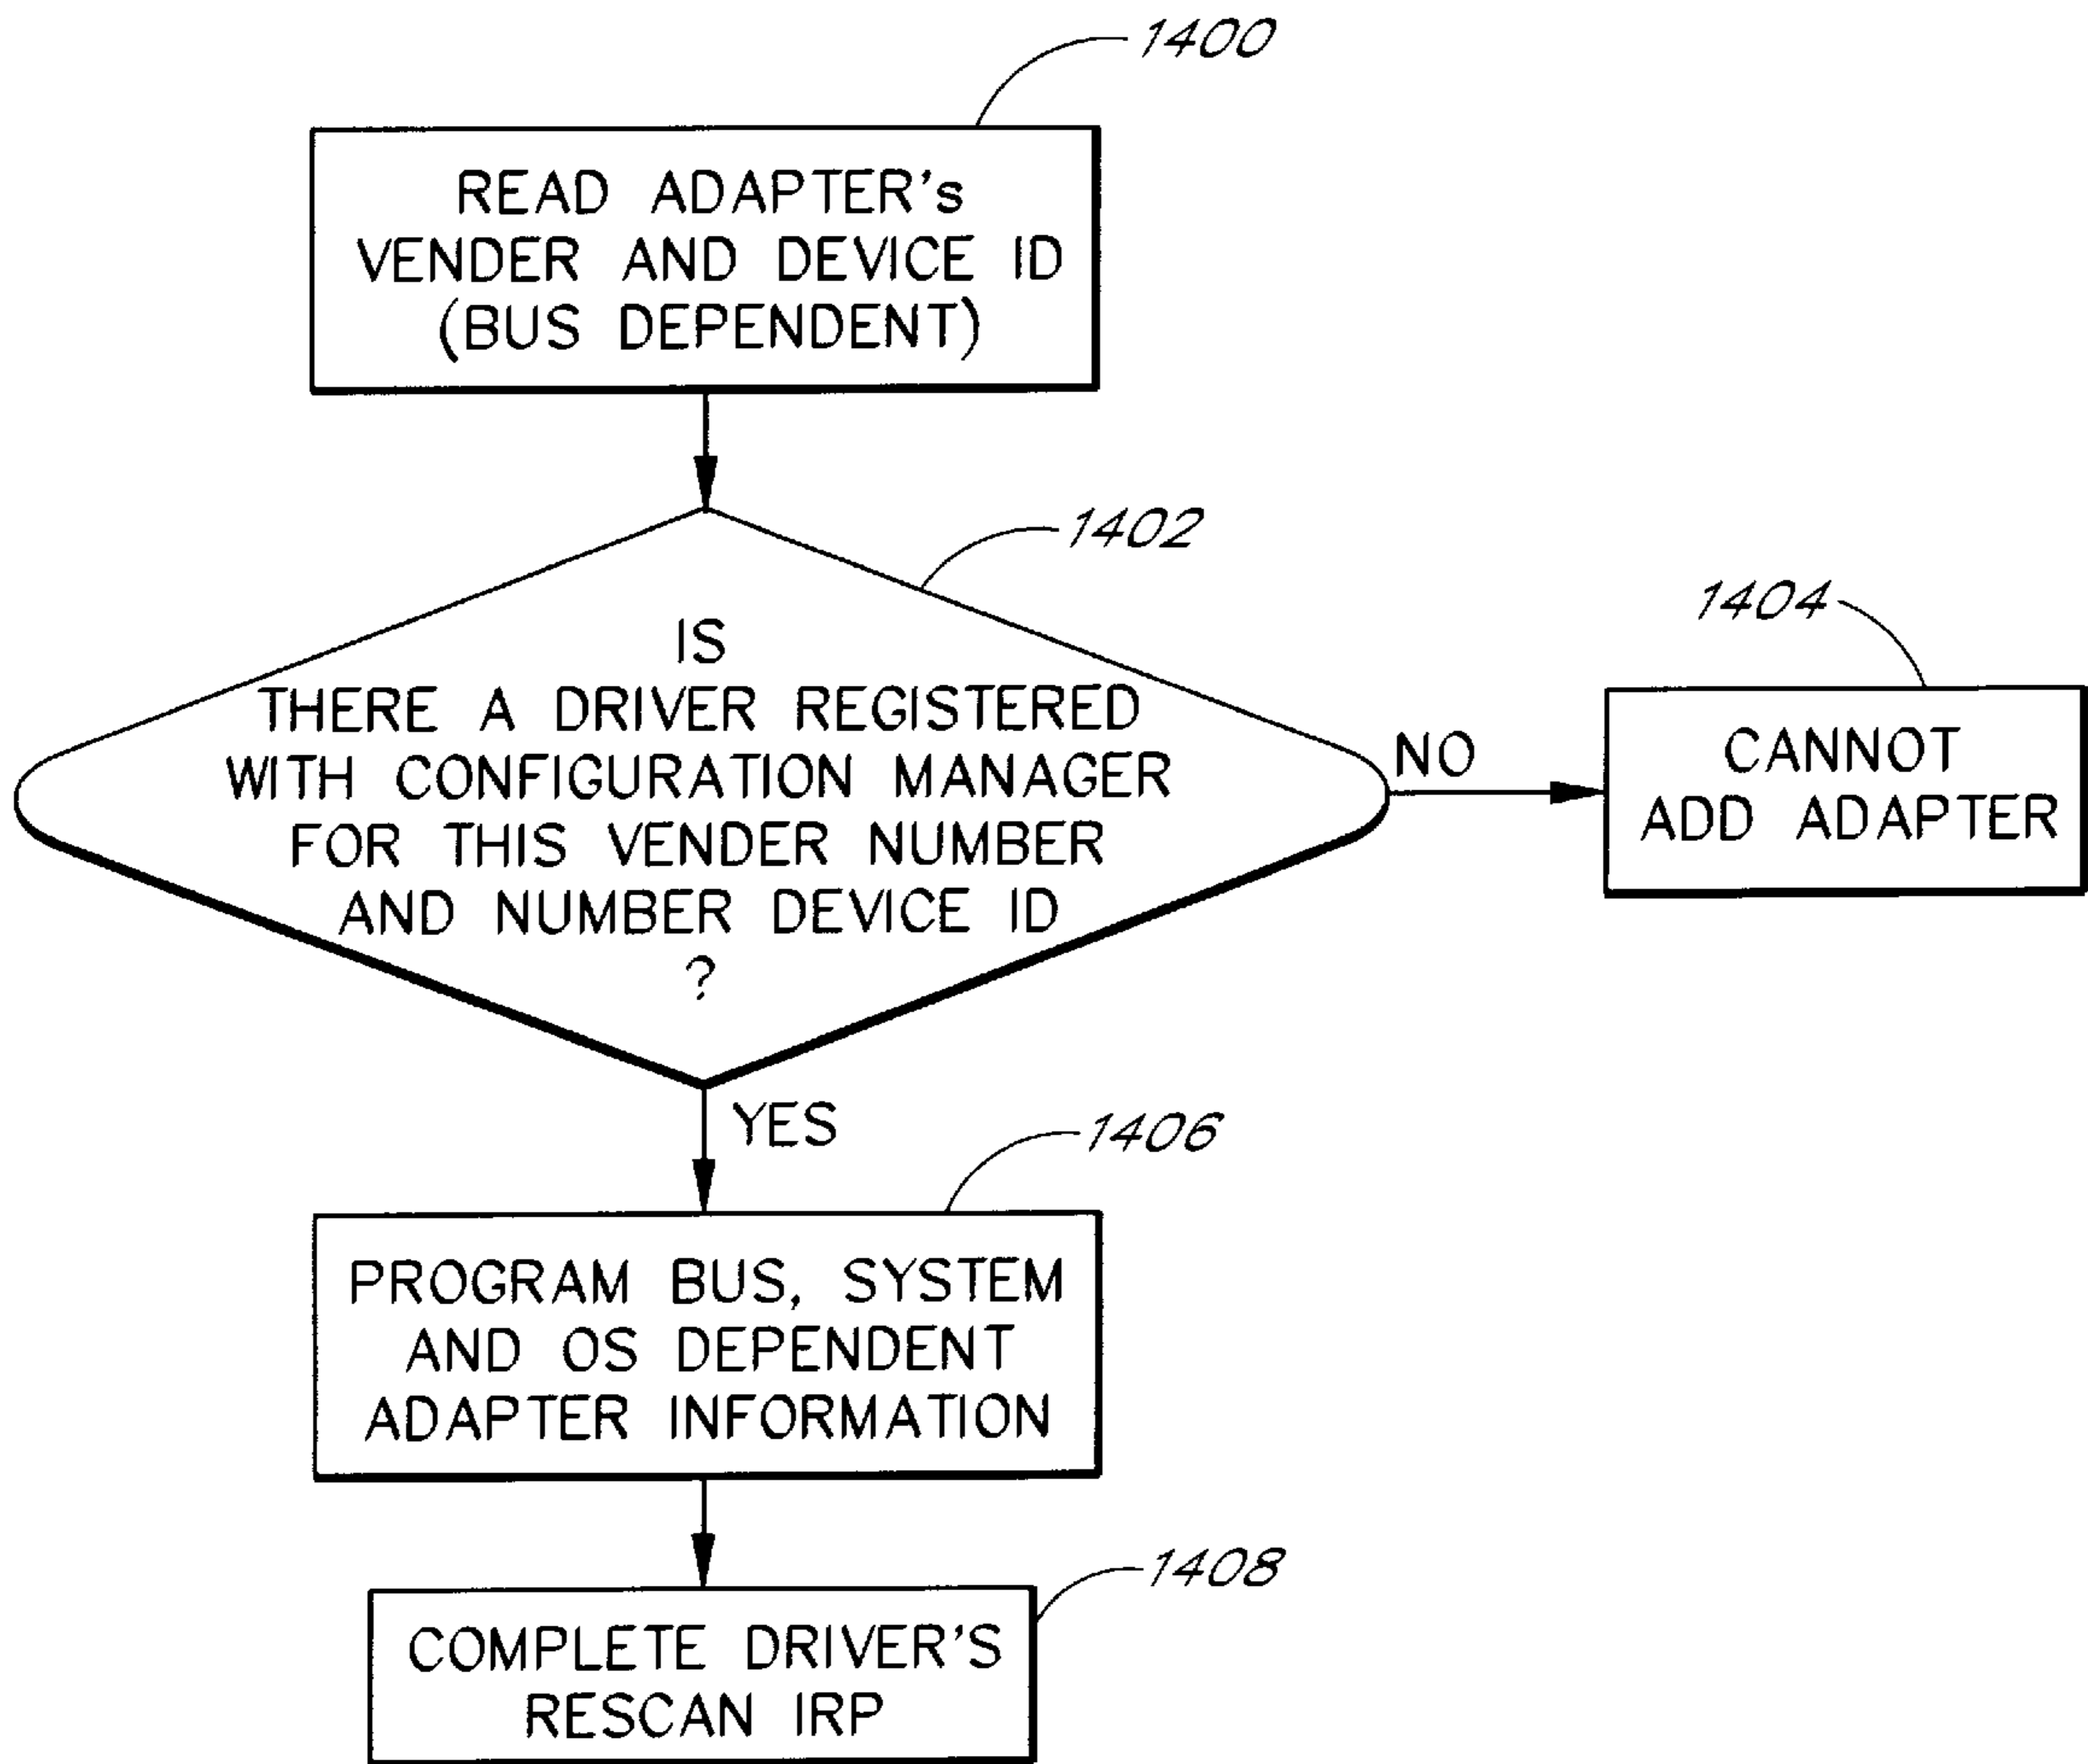 1400
READ ADAPTER's
VENDER AND DEVICE ID
(BUS DEPENDENT)
1402
IS
THERE A DRIVER REGISTERED
WITH CONFIGURATION MANAGER
FOR THIS VENDER NUMBER
AND NUMBER DEVICE ID
?
NO
1404
CANNOT
ADD ADAPTER
YES
1406
PROGRAM BUS, SYSTEM
AND OS DEPENDENT
ADAPTER INFORMATION
1408
COMPLETE DRIVER'S
RESCAN IRP